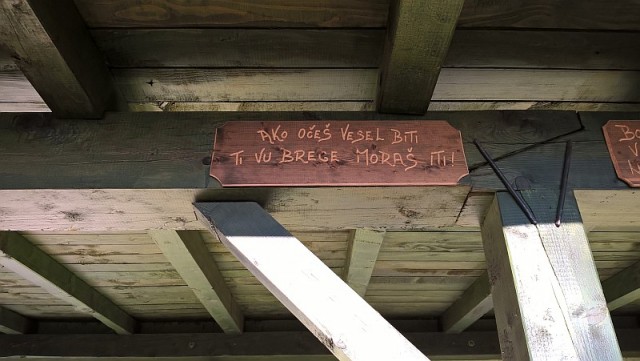 AKO OČEŠ VESEL BITI
TI VU BREGE MORAŠ ITI!